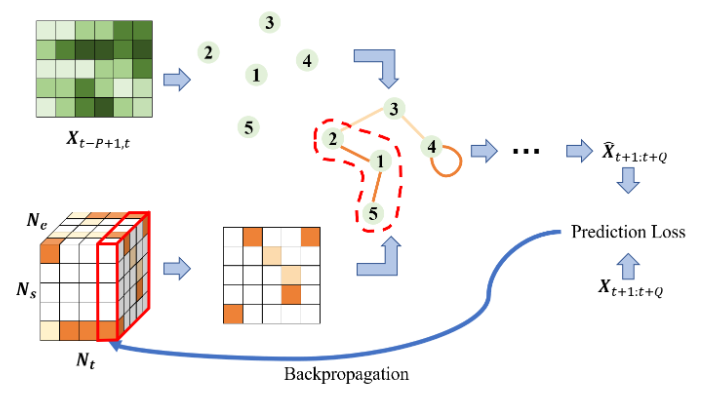 3
2
4
1
5
X_{t−P+1,t}
3
2
4
1
5
...
X̂_{t+1:t+Q}
Prediction Loss
X_{t+1:t+Q}
N_e
N_s
N_t
Backpropagation